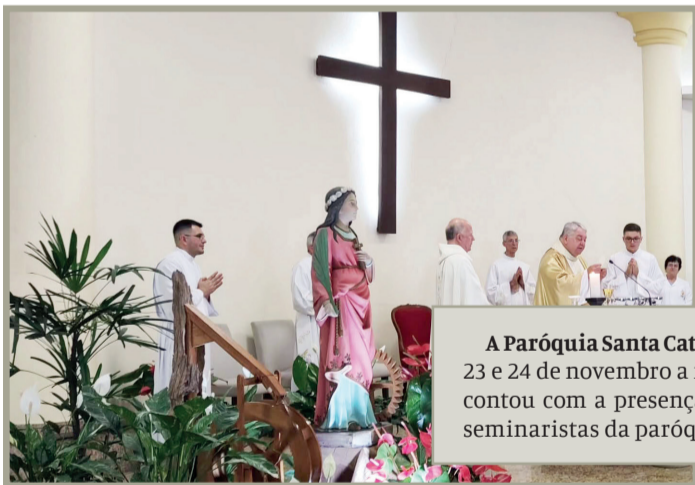 A Paróquia Santa Cat
23 e 24 de novembro a
contou com a presenç
seminaristas da paróq